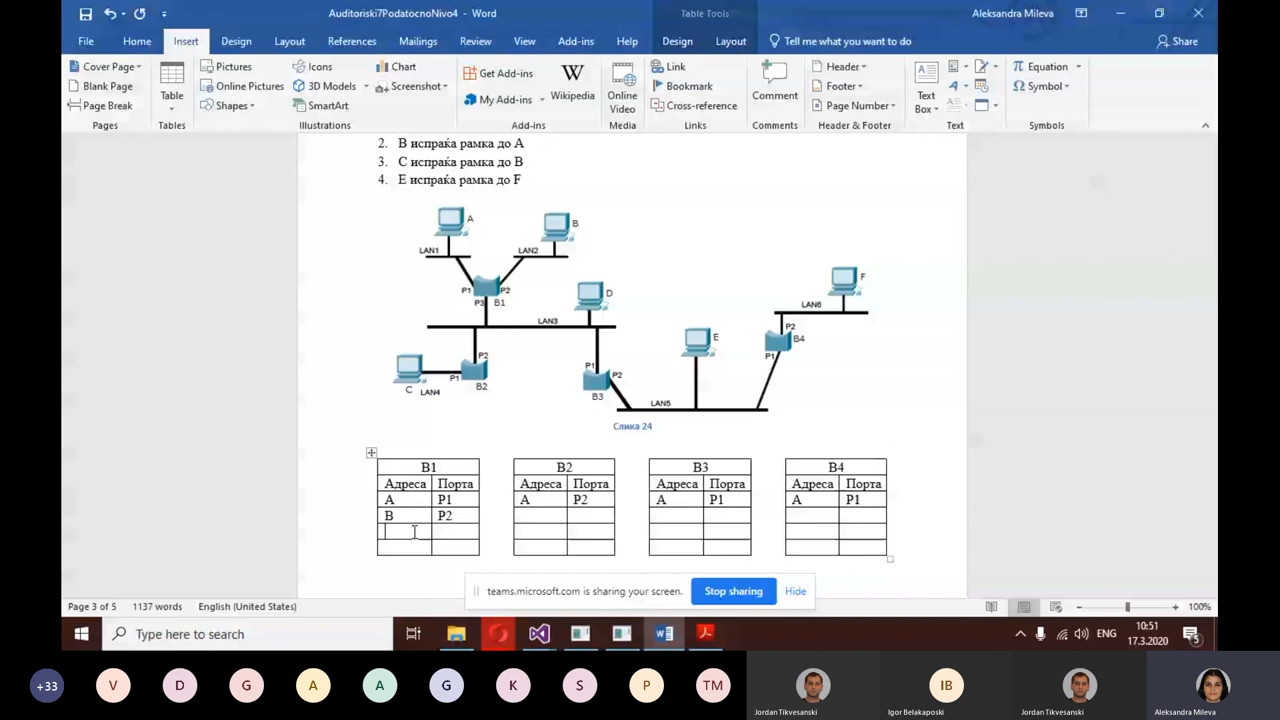 Auditoriski7PodatocnoNivo4 - Word
Table Tools
Aleksandra Mileva
File Home Insert Design Layout References Mailings Review View Add-ins Help Design Layout Tell me what you want to do Share
Cover Page
Blank Page
Page Break
Pages
Table
Tables
Pictures
Online Pictures
Shapes
Icons
3D Models
SmartArt
Chart
Screenshot
Illustrations
Get Add-ins
My Add-ins
Wikipedia
Add-ins
Online
Video
Media
Link
Bookmark
Cross-reference
Links
Comment
Comments
Header
Footer
Page Number
Header & Footer
Text
Box
A
Text
Equation
Symbol
Symbols
2. B испраќа рамка до A
3. C испраќа рамка до B
4. E испраќа рамка до F
A
B
LAN1
LAN2
P1
P2
P3
B1
D
F
LAN6
LAN3
P2
B4
P1
E
C
LAN4
P1
P2
B2
P1
P2
B3
LAN5
Слика 24
B1
Адреса Порта
A P1
B P2
B2
Адреса Порта
A P2
B3
Адреса Порта
A P1
B4
Адреса Порта
A P1
teams.microsoft.com is sharing your screen. Stop sharing Hide
Page 3 of 5 1137 words English (United States) 100%
Type here to search
ENG
10:51
17.3.2020
+33 V D G A A G K S P TM IB
Jordan Tikvesanski
Igor Belakaposki
Jordan Tikvesanski
Aleksandra Mileva